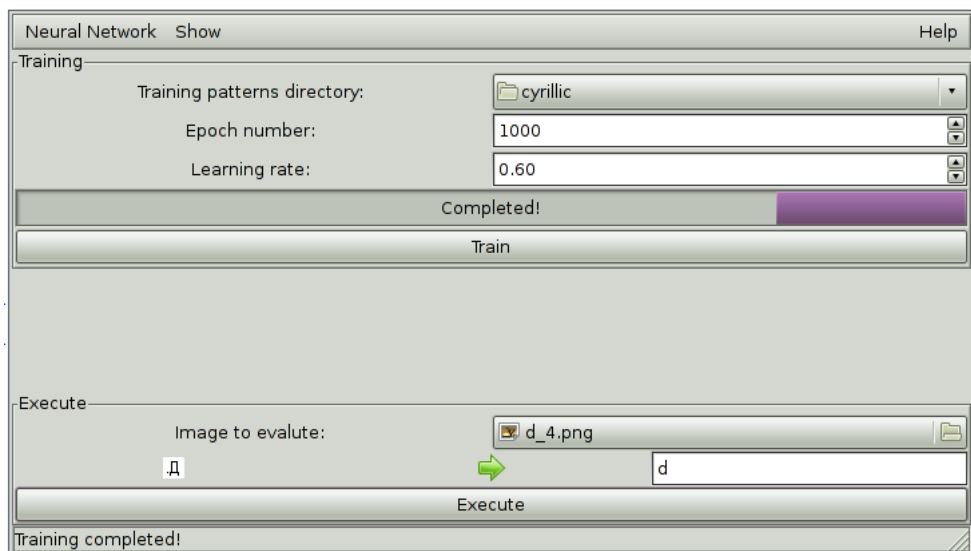 Neural Network Show Help
Training
Training patterns directory: cyrillic
Epoch number: 1000
Learning rate: 0.60
Completed!
Train
Execute
Image to evalute: d_4.png
.Д d
Execute
Training completed!